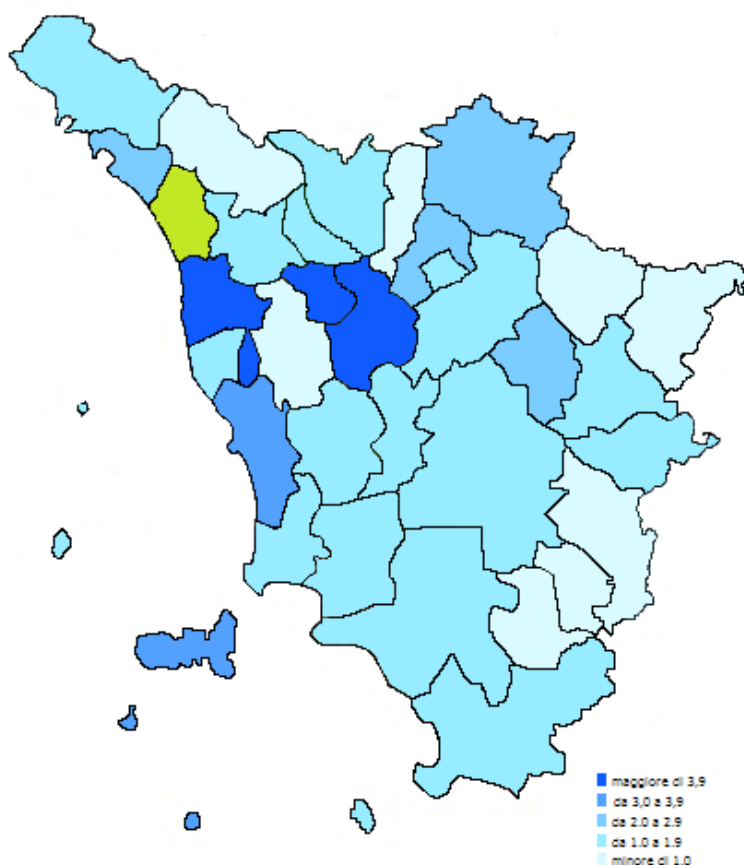 maggiore di 3,9
da 3,0 a 3,9
da 2.0 a 2.9
da 1.0 a 1.9
minore di 1.0